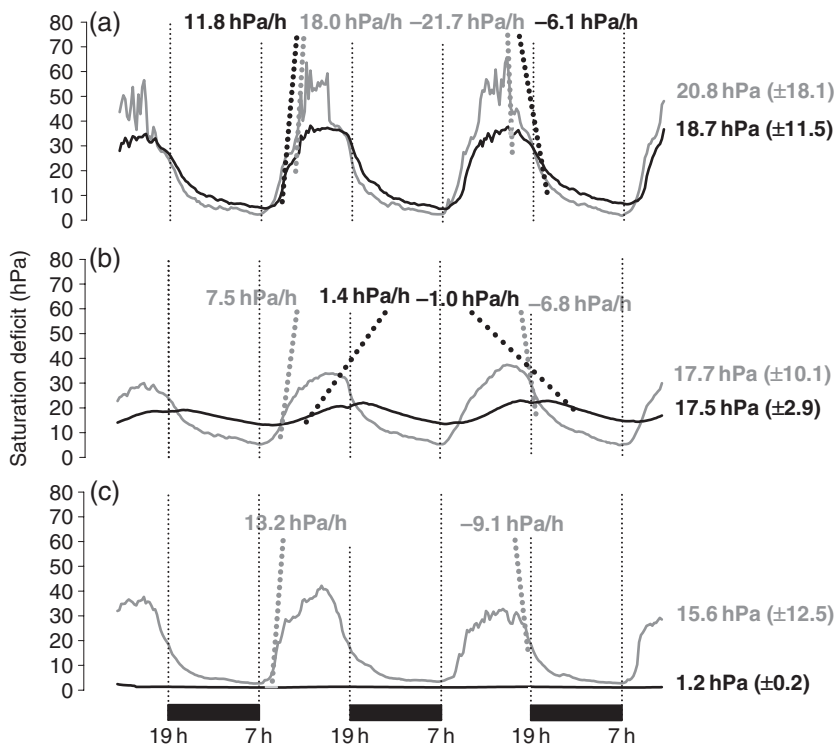 Saturation deficit (hPa)
(a)
11.8 hPa/h 18.0 hPa/h –21.7 hPa/h –6.1 hPa/h
80
70
60
50
40
30
20
10
0
20.8 hPa (±18.1)
18.7 hPa (±11.5)
(b)
7.5 hPa/h 1.4 hPa/h –1.0 hPa/h –6.8 hPa/h
80
70
60
50
40
30
20
10
0
17.7 hPa (±10.1)
17.5 hPa (±2.9)
(c)
13.2 hPa/h –9.1 hPa/h
80
70
60
50
40
30
20
10
0
15.6 hPa (±12.5)
1.2 hPa (±0.2)
19 h 7 h 19 h 7 h 19 h 7 h